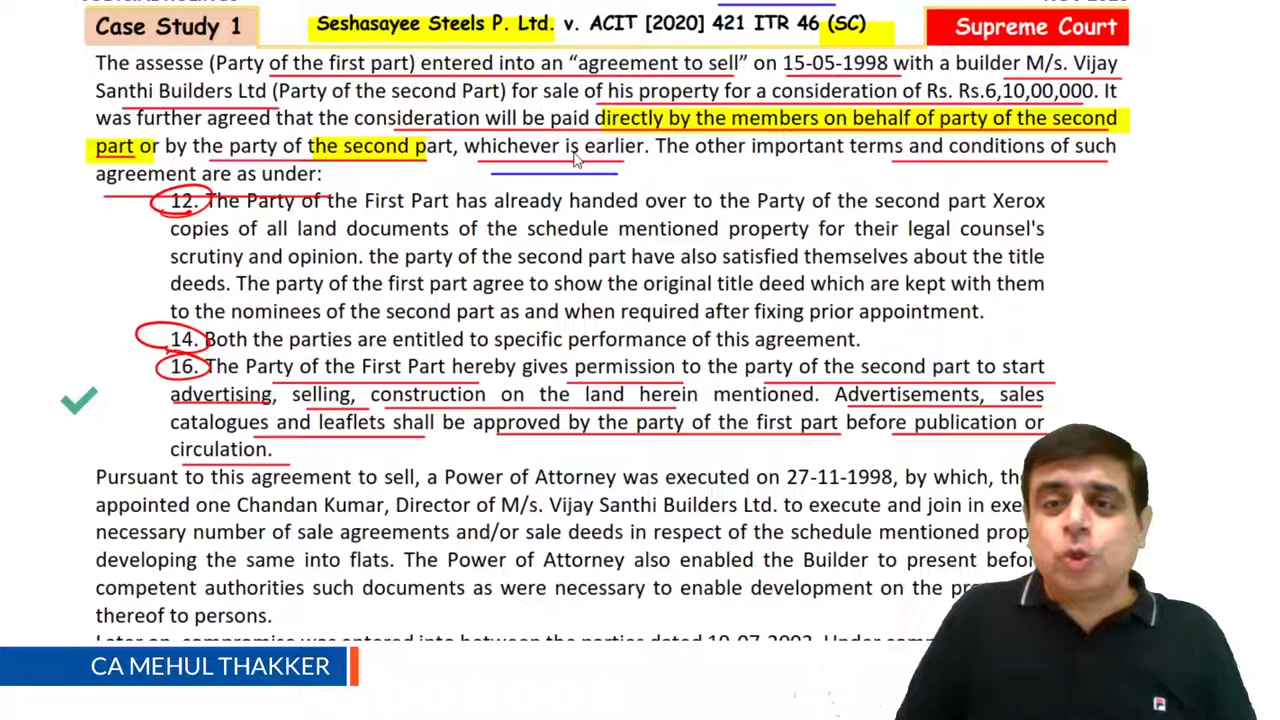 Case Study 1
Seshasayee Steels P. Ltd. v. ACIT [2020] 421 ITR 46 (SC)
Supreme Court
The assesse (Party of the first part) entered into an “agreement to sell” on 15-05-1998 with a builder M/s. Vijay
Santhi Builders Ltd (Party of the second Part) for sale of his property for a consideration of Rs. Rs.6,10,00,000. It
was further agreed that the consideration will be paid directly by the members on behalf of party of the second
part or by the party of the second part, whichever is earlier. The other important terms and conditions of such
agreement are as under:
12. The Party of the First Part has already handed over to the Party of the second part Xerox
copies of all land documents of the schedule mentioned property for their legal counsel's
scrutiny and opinion. the party of the second part have also satisfied themselves about the title
deeds. The party of the first part agree to show the original title deed which are kept with them
to the nominees of the second part as and when required after fixing prior appointment.
14. Both the parties are entitled to specific performance of this agreement.
16. The Party of the First Part hereby gives permission to the party of the second part to start
advertising, selling, construction on the land herein mentioned. Advertisements, sales
catalogues and leaflets shall be approved by the party of the first part before publication or
circulation.
Pursuant to this agreement to sell, a Power of Attorney was executed on 27-11-1998, by which, the
appointed one Chandan Kumar, Director of M/s. Vijay Santhi Builders Ltd. to execute and join in
necessary number of sale agreements and/or sale deeds in respect of the schedule mentioned
developing the same into flats. The Power of Attorney also enabled the Builder to present
competent authorities such documents as were necessary to enable development on the
thereof to persons.
Later on, compromise was entered into between the parties dated 19-07-2003. Under
CA MEHUL THAKKER